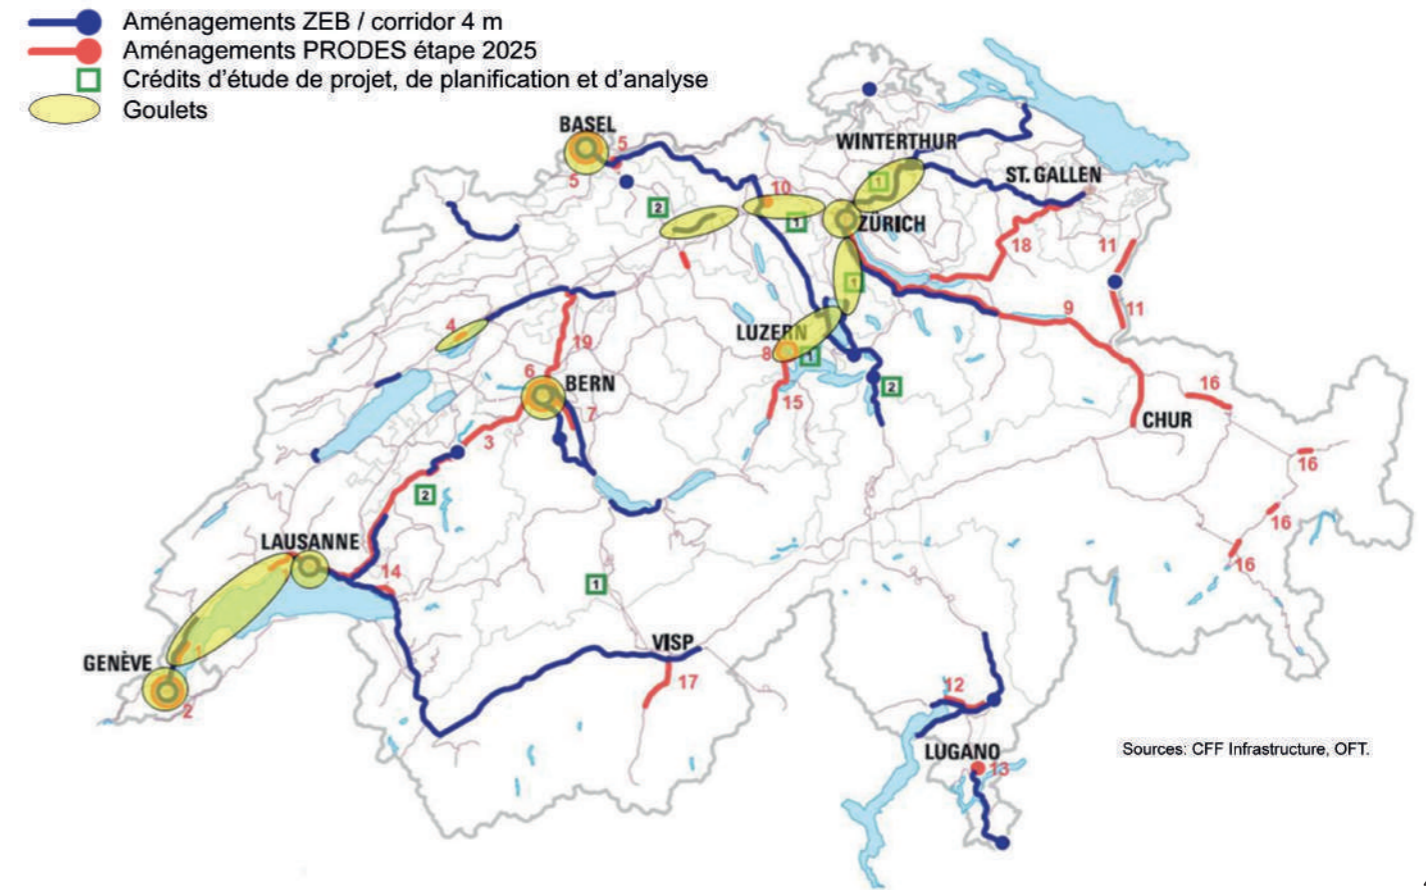 Aménagements ZEB / corridor 4 m
Aménagements PRODES étape 2025
Crédits d'étude de projet, de planification et d'analyse
Goulets
BASEL
5
5
WINTERTHUR
ST. GALLEN
10
1
2
1
ZÜRICH
18
11
1
11
9
4
LUZERN
19
8
1
6
BERN
2
16
7
15
3
CHUR
16
2
16
LAUSANNE
16
14
1
VISP
GENÈVE
1
17
12
2
LUGANO
13
Sources: CFF Infrastructure, OFT.